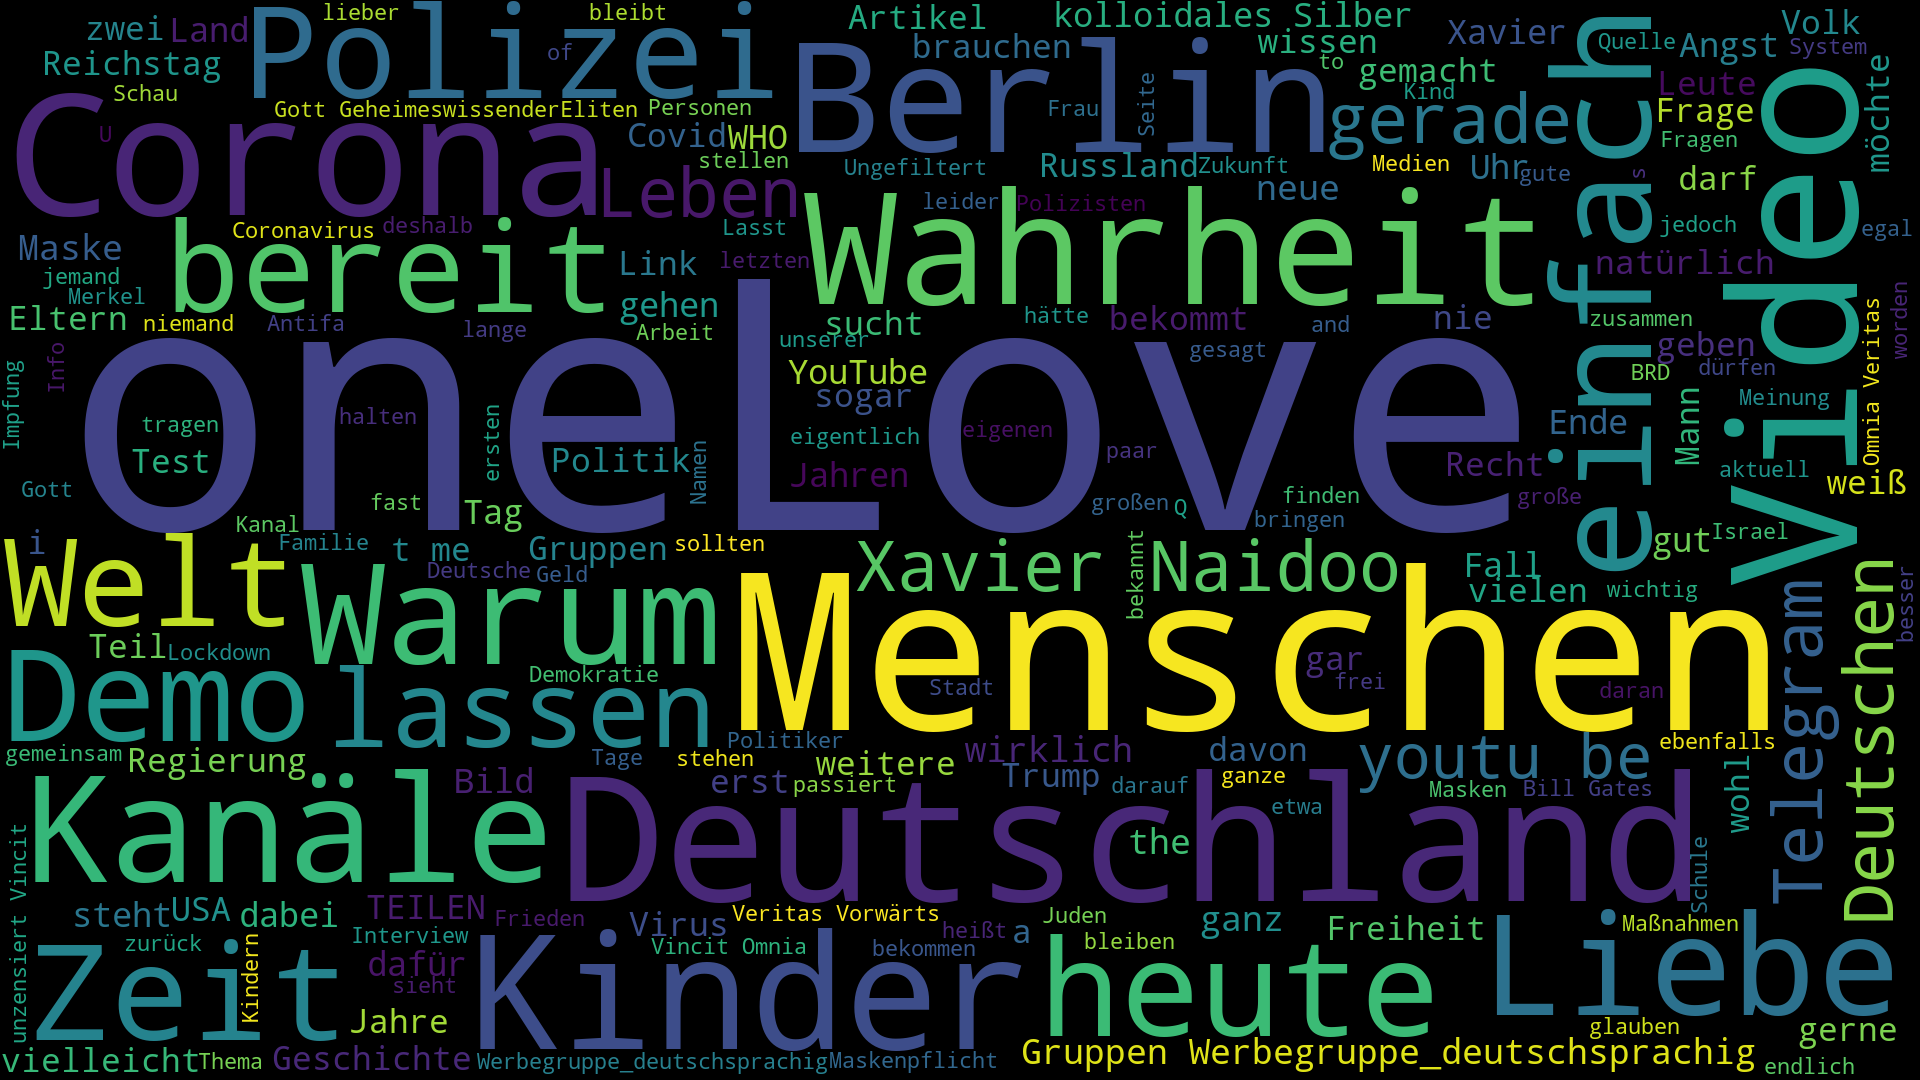 zwei
Land
Polizei
lieber
bleibt
of
Artikel
kolloidales Silber
brauchen
wissen
Xavier
Quelle
Angst
Volk
System
Reichstag
Schau
Berlin
to
gemacht
Kind
Leute
möchte
einfach
Video
Gott GeheimeswissenderEliten
Personen
Corona
U
Covid
WHO
Frau
Seite
gerade
Frage
Fragen
stellen
Ungefiltert
Russland
Zukunft
Medien
Uhr
gute
s
darf
Leben
leider
Polizisten
neue
Maske
Coronavirus
deshalb
bereit
Lasst
Wahrheit
jedoch
egal
jemand
Merkel
Link
letzten
natürlich
Eltern
niemand
Antifa
lange
gehen
Arbeit
sucht
unserer
hätte
bekommt
and
nie
zusammen
worden
Info
Impfung
oneLove
YouTube
gesagt
geben
BRD
dürfen
Omnia Veritas
sogar
Mann
Meinung
tragen
halten
ersten
eigentlich
eigenen
Ende
Test
Politik
Namen
paar
Jahren
Recht
aktuell
weiß
Gott
fast
Tag
großen
Q
finden
große
bringen
Kanal
i
Familie
t me
Gruppen
sollten
Xavier Naidoo
bekannt
gut
Israel
Welt
Deutsche
Geld
Fall
vielen
wichtig
besser
Warum
Menschen
Telegram
Deutschen
Teil
Lockdown
Demo
lassen
Demokratie
Stadt
gar
frei
daran
gemeinsam
Regierung
Tage
stehen
Politiker
weitere
wirklich
davon
youtu be
ebenfalls
Kanäle
Bild
erst
passiert
Trump
darauf
ganze
Masken
Bill Gates
wohl
Deutschland
etwa
the
unzensiert Vincit
Schule
steht
USA
dabei
TEILEN
Frieden
Virus
Veritas Vorwärts
Juden
ganz
Freiheit
Maßnahmen
Zeit
zurück
Kindern
Interview
Kinder
Vincit Omnia
bekommen
heißt
a
bleiben
heute
Liebe
dafür
sieht
Jahre
glauben
gerne
vielleicht
Thema
Geschichte
Werbegruppe_deutschsprachig
Maskenpflicht
Gruppen Werbegruppe_deutschsprachig
endlich